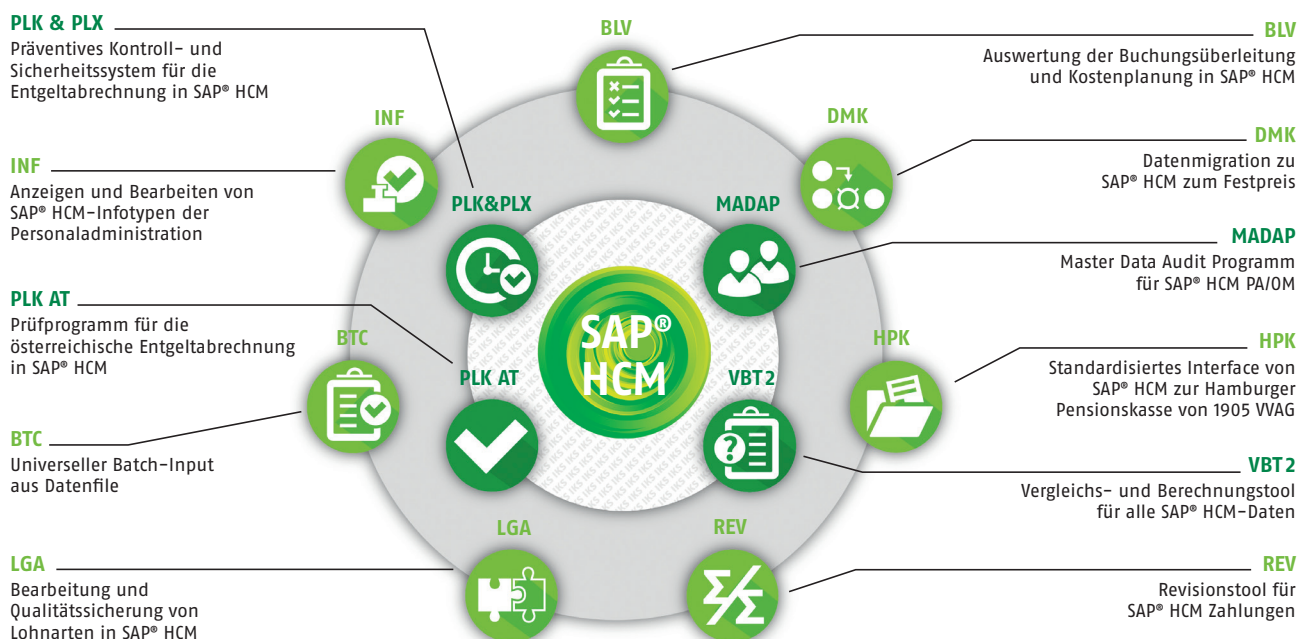 PLK & PLX
Präventives Kontroll- und
Sicherheitssystem für die
Entgeltabrechnung in SAP® HCM
INF
Anzeigen und Bearbeiten von
SAP® HCM-Infotypen der
Personaladministration
PLK AT
Prüfprogramm für die
österreichische Entgeltabrechnung
in SAP® HCM
BTC
Universeller Batch-Input
aus Datenfile
LGA
Bearbeitung und
Qualitätssicherung von
Lohnarten in SAP® HCM
BLV
INF
DMK
PLK&PLX
MADAP
SAP®
HCM
BTC
HPK
PLK AT
VBT2
LGA
REV
IKS IKS IKS IKS
BLV
Auswertung der Buchungsüberleitung
und Kostenplanung in SAP® HCM
DMK
Datenmigration zu
SAP® HCM zum Festpreis
MADAP
Master Data Audit Programm
für SAP® HCM PA/OM
HPK
Standardisiertes Interface von
SAP® HCM zur Hamburger
Pensionskasse von 1905 VVAG
VBT2
Vergleichs- und Berechnungstool
für alle SAP® HCM-Daten
REV
Revisionstool für
SAP® HCM Zahlungen